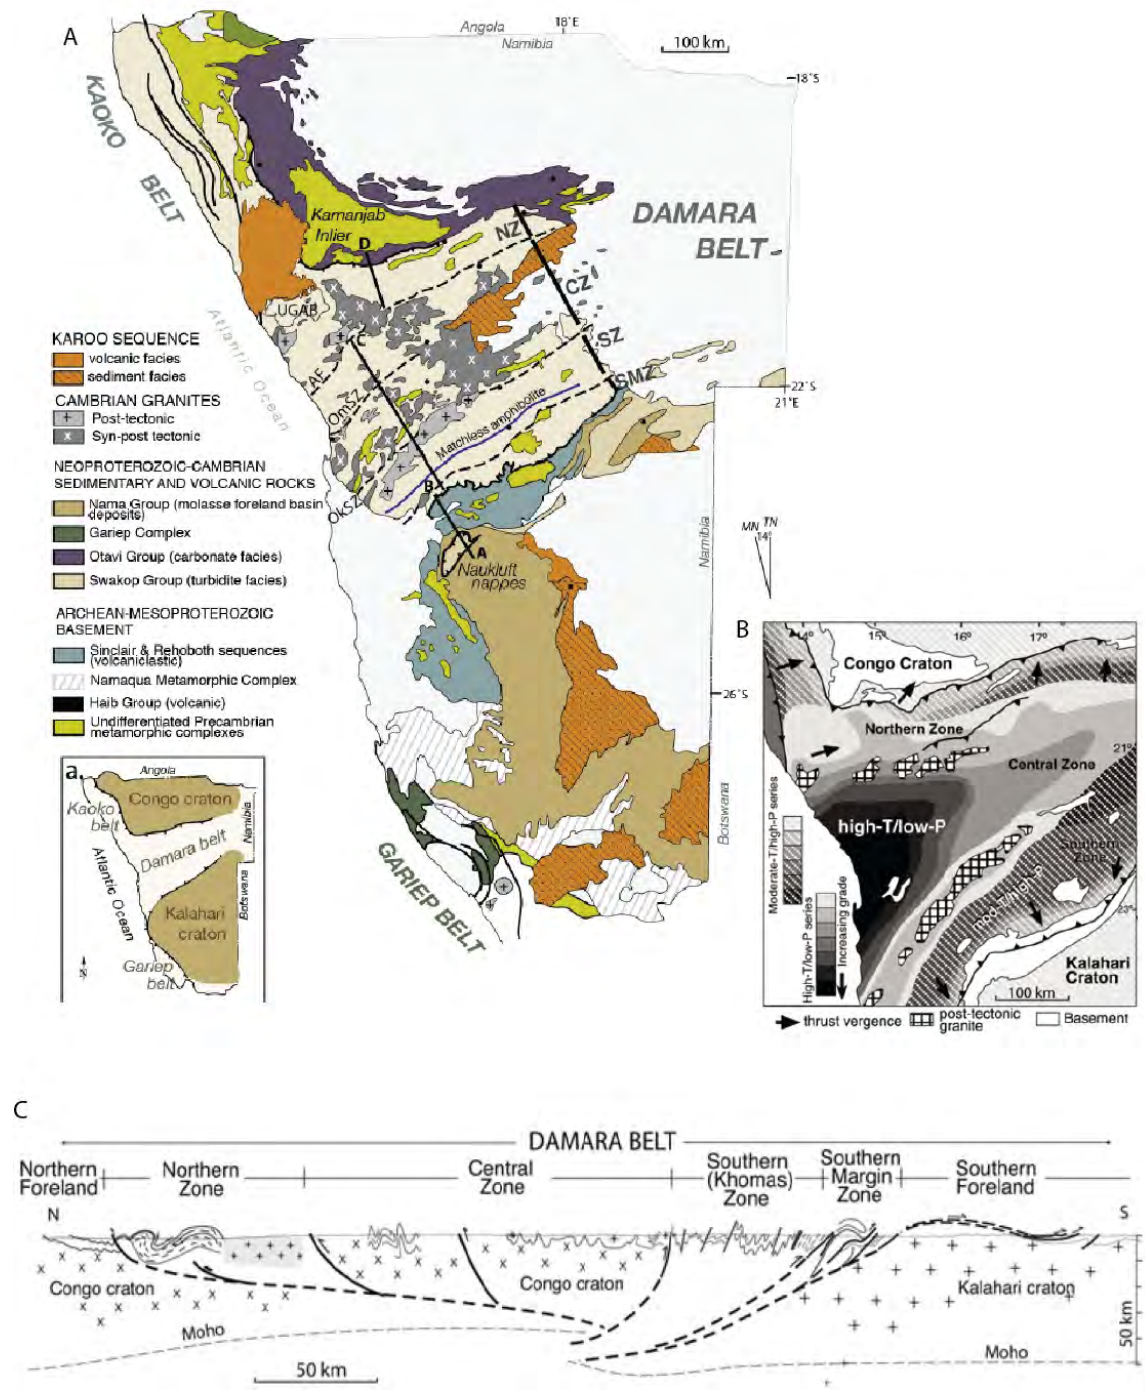 A
Angola
18°E
Namibia
100 km
18°S
KAOKO
BELT
Kamanjab
Inlier
D
NZ
DAMARA
BELT
CZ
UGAB
C
SZ
SMZ
AF
OmSZ
Matchless amphibolite
B
OkSZ
22°S
21°E
Atlantic Ocean
KAROO SEQUENCE
volcanic facies
sediment facies
CAMBRIAN GRANITES
Post-tectonic
Syn-post tectonic
NEOPROTEROZOIC-CAMBRIAN
SEDIMENTARY AND VOLCANIC ROCKS
Nama Group (molasse foreland basin
deposits)
Gariep Complex
Otavi Group (carbonate facies)
Swakop Group (turbidite facies)
ARCHEAN-MESOPROTEROZOIC
BASEMENT
Sinclair & Rehoboth sequences
(volcaniclastic)
Namaqua Metamorphic Complex
Haib Group (volcanic)
Undifferentiated Precambrian
metamorphic complexes
A
Naukluft
nappes
Namibia
MN TN
14°
26°S
Botswana
GARIEP BELT
a
Angola
Congo craton
Kaoko
belt
Namibia
Damara belt
Atlantic Ocean
Botswana
Kalahari
craton
Gariep
belt
N
B
14°
15°
16°
17°
Congo Craton
Northern Zone
21°
Central Zone
high-T/low-P
Southern
Zone
mod-T/high-P
23°
Moderate-T/high-P series
High-T/low-P series
Increasing grade
Kalahari
Craton
100 km
thrust vergence
post-tectonic
granite
Basement
C
DAMARA BELT
Northern
Foreland
Northern
Zone
Central
Zone
Southern
(Khomas)
Zone
Southern
Margin
Zone
Southern
Foreland
N
S
Congo craton
Congo craton
Kalahari craton
Moho
Moho
50 km
50 km